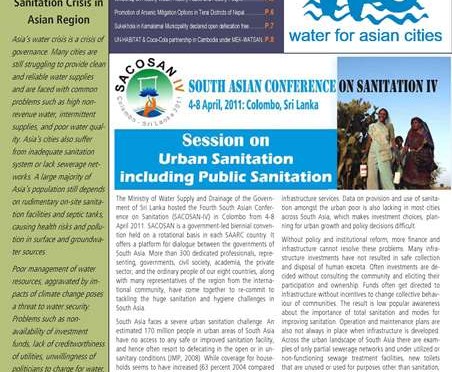 Sanitation Crisis in
Asian Region
Asia's water crisis is a crisis of
governance. Many cities are
still struggling to provide clean
and reliable water supplies
and are faced with common
problems such as high non-
revenue water, intermittent
supplies, and poor water qual-
ity. Asia's cities also suffer
from inadequate sanitation
system or lack sewerage net-
works. A large majority of
Asia's population still depends
on rudimentary on-site sanita-
tion facilities and septic tanks,
causing health risks and pollu-
tion in surface and groundwa-
ter sources
Poor management of water
resources, aggravated by im-
pacts of climate change poses
a threat to water security.
Problems such as non-
availability of investment
funds, lack of creditworthiness
of utilities, unwillingness of
politicians to charge for water,
P.6
Promotion of Arsenic Mitigation Options in Terai Districts of Nepal P.6
Sukekhola in Kamalamai Municipality declared open defecation free P.7
UN-HABITAT & Coca-Cola partnership in Cambodia under MEK-WATSAN P.8
water for asian cities
SACOSAN IV
Colombo, Sri Lanka 2011
SOUTH ASIAN CONFERENCE ON SANITATION IV
4-8 April, 2011: Colombo, Sri Lanka
Session on
Urban Sanitation
including Public Sanitation
The Ministry of Water Supply and Drainage of the Govern-
ment of Sri Lanka hosted the Fourth South Asian Confer-
ence on Sanitation (SACOSAN-IV) in Colombo from 4-8
April 2011. SACOSAN is a government-led biennial conven-
tion held on a rotational basis in each SAARC country. It
offers a platform for dialogue between the governments of
South Asia. More than 300 dedicated professionals, repre-
senting, governments, civil society, academia, the private
sector, and the ordinary people of our eight countries, along
with many representatives of the region from the interna-
tional community, have come together to re-commit to
tackling the huge sanitation and hygiene challenges in
South Asia.
South Asia faces a severe urban sanitation challenge. An
estimated 170 million people in urban areas of South Asia
have no access to any safe or improved sanitation facility,
and hence often resort to defecating in the open or in un-
sanitary conditions (JMP, 2008). While coverage for house-
holds seems to have increased (63 percent 2004 compared
infrastructure services. Data on provision and use of sanita-
tion amongst the urban poor is also lacking in most cities
across South Asia, which makes investment choices, plan-
ning for urban growth and policy decisions difficult.
Without policy and institutional reform, more finance and
infrastructure cannot resolve these problems. Many infra-
structure investments have not resulted in safe collection
and disposal of human excreta. Often investments are de-
cided without consulting the community and eliciting their
participation and ownership. Funds often get directed to
infrastructure without incentives to change collective behav-
iour of communities. The result is low popular awareness
about the importance of total sanitation and modes for
improving sanitation. Operation and maintenance plans are
also not always in place when infrastructure is developed.
Across the urban landscape of South Asia there are exam-
ples of only partial sewerage networks and under utilized or
non-functioning sewage treatment facilities, new toilets
that are unused or used for purposes other than sanitation,